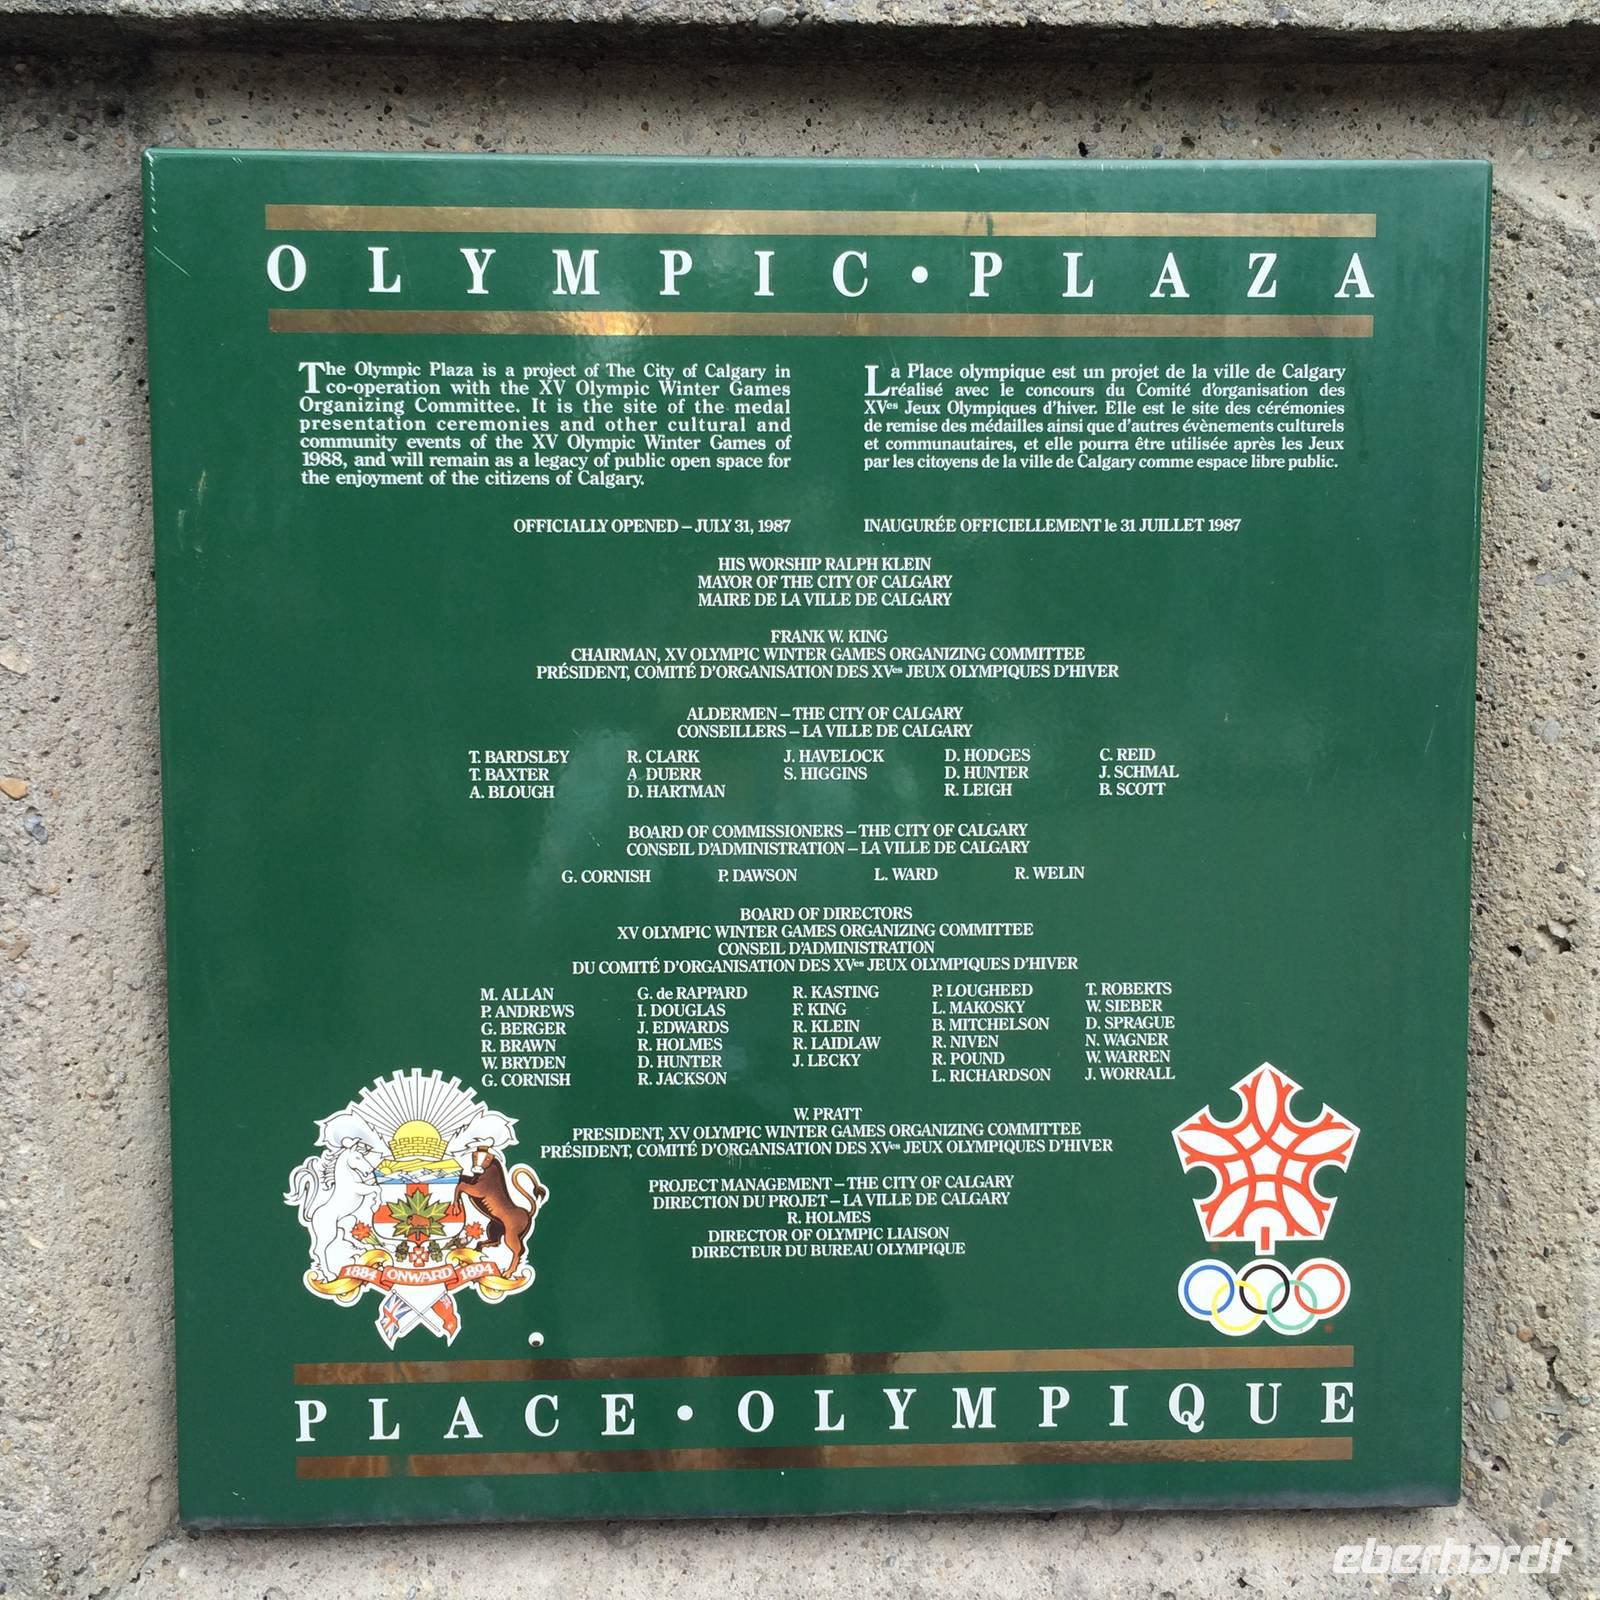 OLYMPIC • PLAZA
The Olympic Plaza is a project of The City of Calgary in
co-operation with the XV Olympic Winter Games
Organizing Committee. It is the site of the medal
presentation ceremonies and other cultural and
community events of the XV Olympic Winter Games of
1988, and will remain as a legacy of public open space for
the enjoyment of the citizens of Calgary.
OFFICIALLY OPENED – JULY 31, 1987
La Place olympique est un projet de la ville de Calgary
réalisé avec le concours du Comité d'organisation des
XVes Jeux Olympiques d'hiver. Elle est le site des cérémonies
de remise des médailles ainsi que d'autres évènements culturels
et communautaires, et elle pourra être utilisée après les Jeux
par les citoyens de la ville de Calgary comme espace libre public.
INAUGURÉE OFFICIELLEMENT le 31 JUILLET 1987
HIS WORSHIP RALPH KLEIN
MAYOR OF THE CITY OF CALGARY
MAIRE DE LA VILLE DE CALGARY
FRANK W. KING
CHAIRMAN, XV OLYMPIC WINTER GAMES ORGANIZING COMMITTEE
PRÉSIDENT, COMITÉ D'ORGANISATION DES XVes JEUX OLYMPIQUES D'HIVER
ALDERMEN – THE CITY OF CALGARY
CONSEILLERS – LA VILLE DE CALGARY
T. BARDSLEY R. CLARK J. HAVELOCK D. HODGES C. REID
T. BAXTER A DUERR S. HIGGINS D. HUNTER J. SCHMAL
A. BLOUGH D. HARTMAN R. LEIGH B. SCOTT
BOARD OF COMMISSIONERS – THE CITY OF CALGARY
CONSEIL D'ADMINISTRATION – LA VILLE DE CALGARY
G. CORNISH P. DAWSON L. WARD R. WELIN
BOARD OF DIRECTORS
XV OLYMPIC WINTER GAMES ORGANIZING COMMITTEE
CONSEIL D'ADMINISTRATION
DU COMITÉ D'ORGANISATION DES XVes JEUX OLYMPIQUES D'HIVER
M. ALLAN G. de RAPPARD R. KASTING P. LOUGHEED T. ROBERTS
P. ANDREWS I. DOUGLAS F. KING L. MAKOSKY W. SIEBER
G. BERGER J. EDWARDS R. KLEIN B. MITCHELSON D. SPRAGUE
R. BRAWN R. HOLMES R. LAIDLAW R. NIVEN N. WAGNER
W. BRYDEN D. HUNTER J. LECKY R. POUND W. WARREN
G. CORNISH R. JACKSON L. RICHARDSON J. WORRALL
W. PRATT
PRESIDENT, XV OLYMPIC WINTER GAMES ORGANIZING COMMITTEE
PRÉSIDENT, COMITÉ D'ORGANISATION DES XVes JEUX OLYMPIQUES D'HIVER
PROJECT MANAGEMENT – THE CITY OF CALGARY
DIRECTION DU PROJET – LA VILLE DE CALGARY
R. HOLMES
DIRECTOR OF OLYMPIC LIAISON
DIRECTEUR DU BUREAU OLYMPIQUE
1884 ONWARD 1894
PLACE • OLYMPIQUE
eberhardt